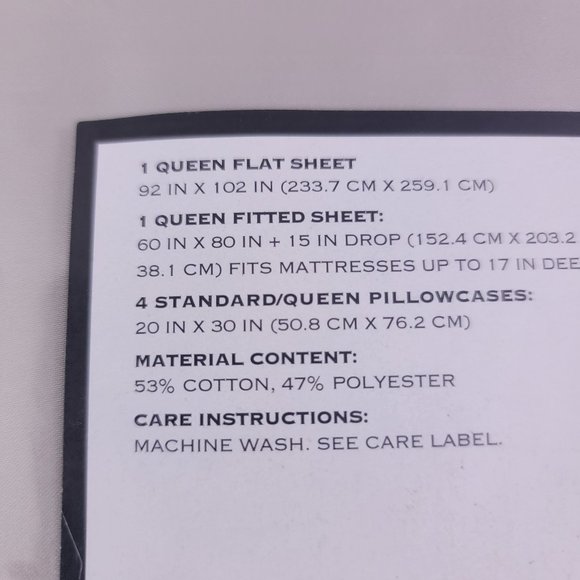 1 QUEEN FLAT SHEET
92 IN X 102 IN (233.7 CM X 259.1 CM)
1 QUEEN FITTED SHEET:
60 IN X 80 IN + 15 IN DROP (152.4 CM X 203.2
38.1 CM) FITS MATTRESSES UP TO 17 IN DEE
4 STANDARD/QUEEN PILLOWCASES:
20 IN X 30 IN (50.8 CM X 76.2 CM)
MATERIAL CONTENT:
53% COTTON, 47% POLYESTER
CARE INSTRUCTIONS:
MACHINE WASH. SEE CARE LABEL.